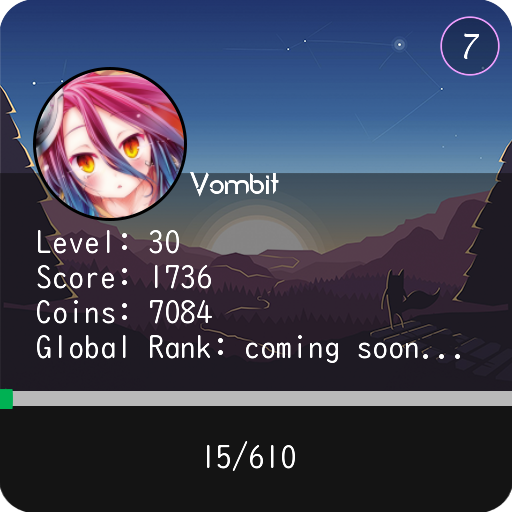 7
Vombit
Level: 30
Score: 1736
Coins: 7084
Global Rank: coming soon...
15/610